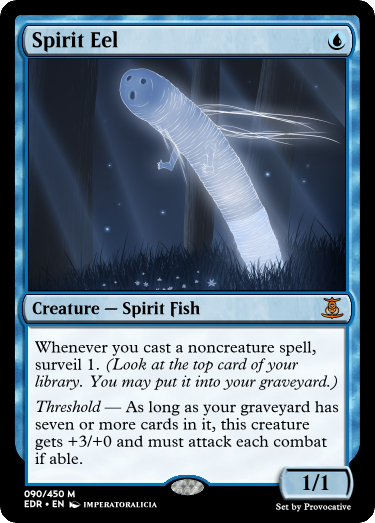 Spirit Eel
Creature — Spirit Fish
Whenever you cast a noncreature spell,
surveil 1. (Look at the top card of your
library. You may put it into your graveyard.)
Threshold — As long as your graveyard has
seven or more cards in it, this creature
gets +3/+0 and must attack each combat
if able.
1/1
090/450 M
EDR • EN IMPERATORALICIA
Set by Provocative